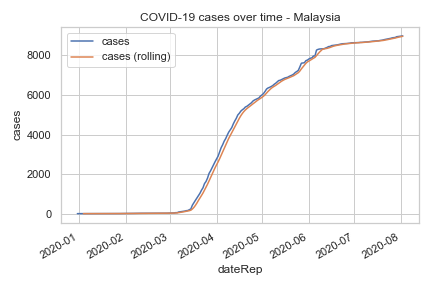 COVID-19 cases over time - Malaysia
cases
cases (rolling)
8000
6000
4000
2000
0
cases
2020-01
2020-02
2020-03
2020-04
2020-05
2020-06
2020-07
2020-08
dateRep